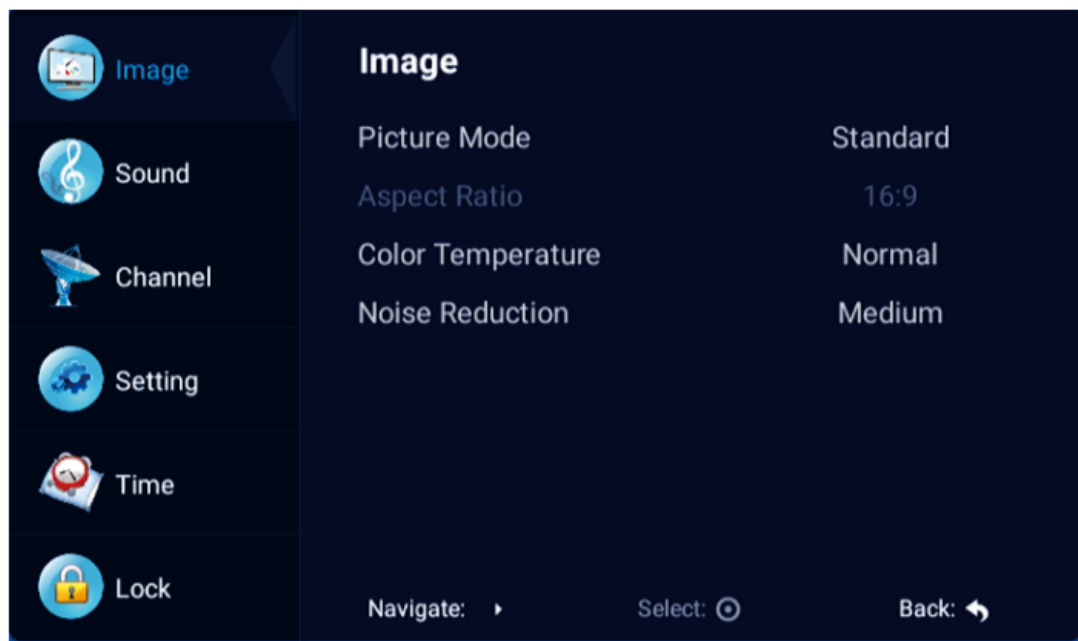 Image
Sound
Channel
Setting
Time
Lock
Image
Picture Mode Standard
Aspect Ratio 16:9
Color Temperature Normal
Noise Reduction Medium
Navigate: Select: Back: